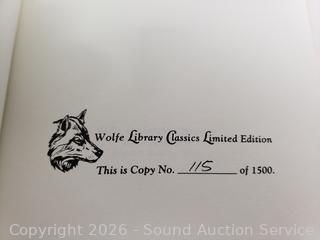 Wolfe Library Classics Limited Edition
This is Copy No. 115 of 1500.
Copyright 2026 - Sound Auction Service